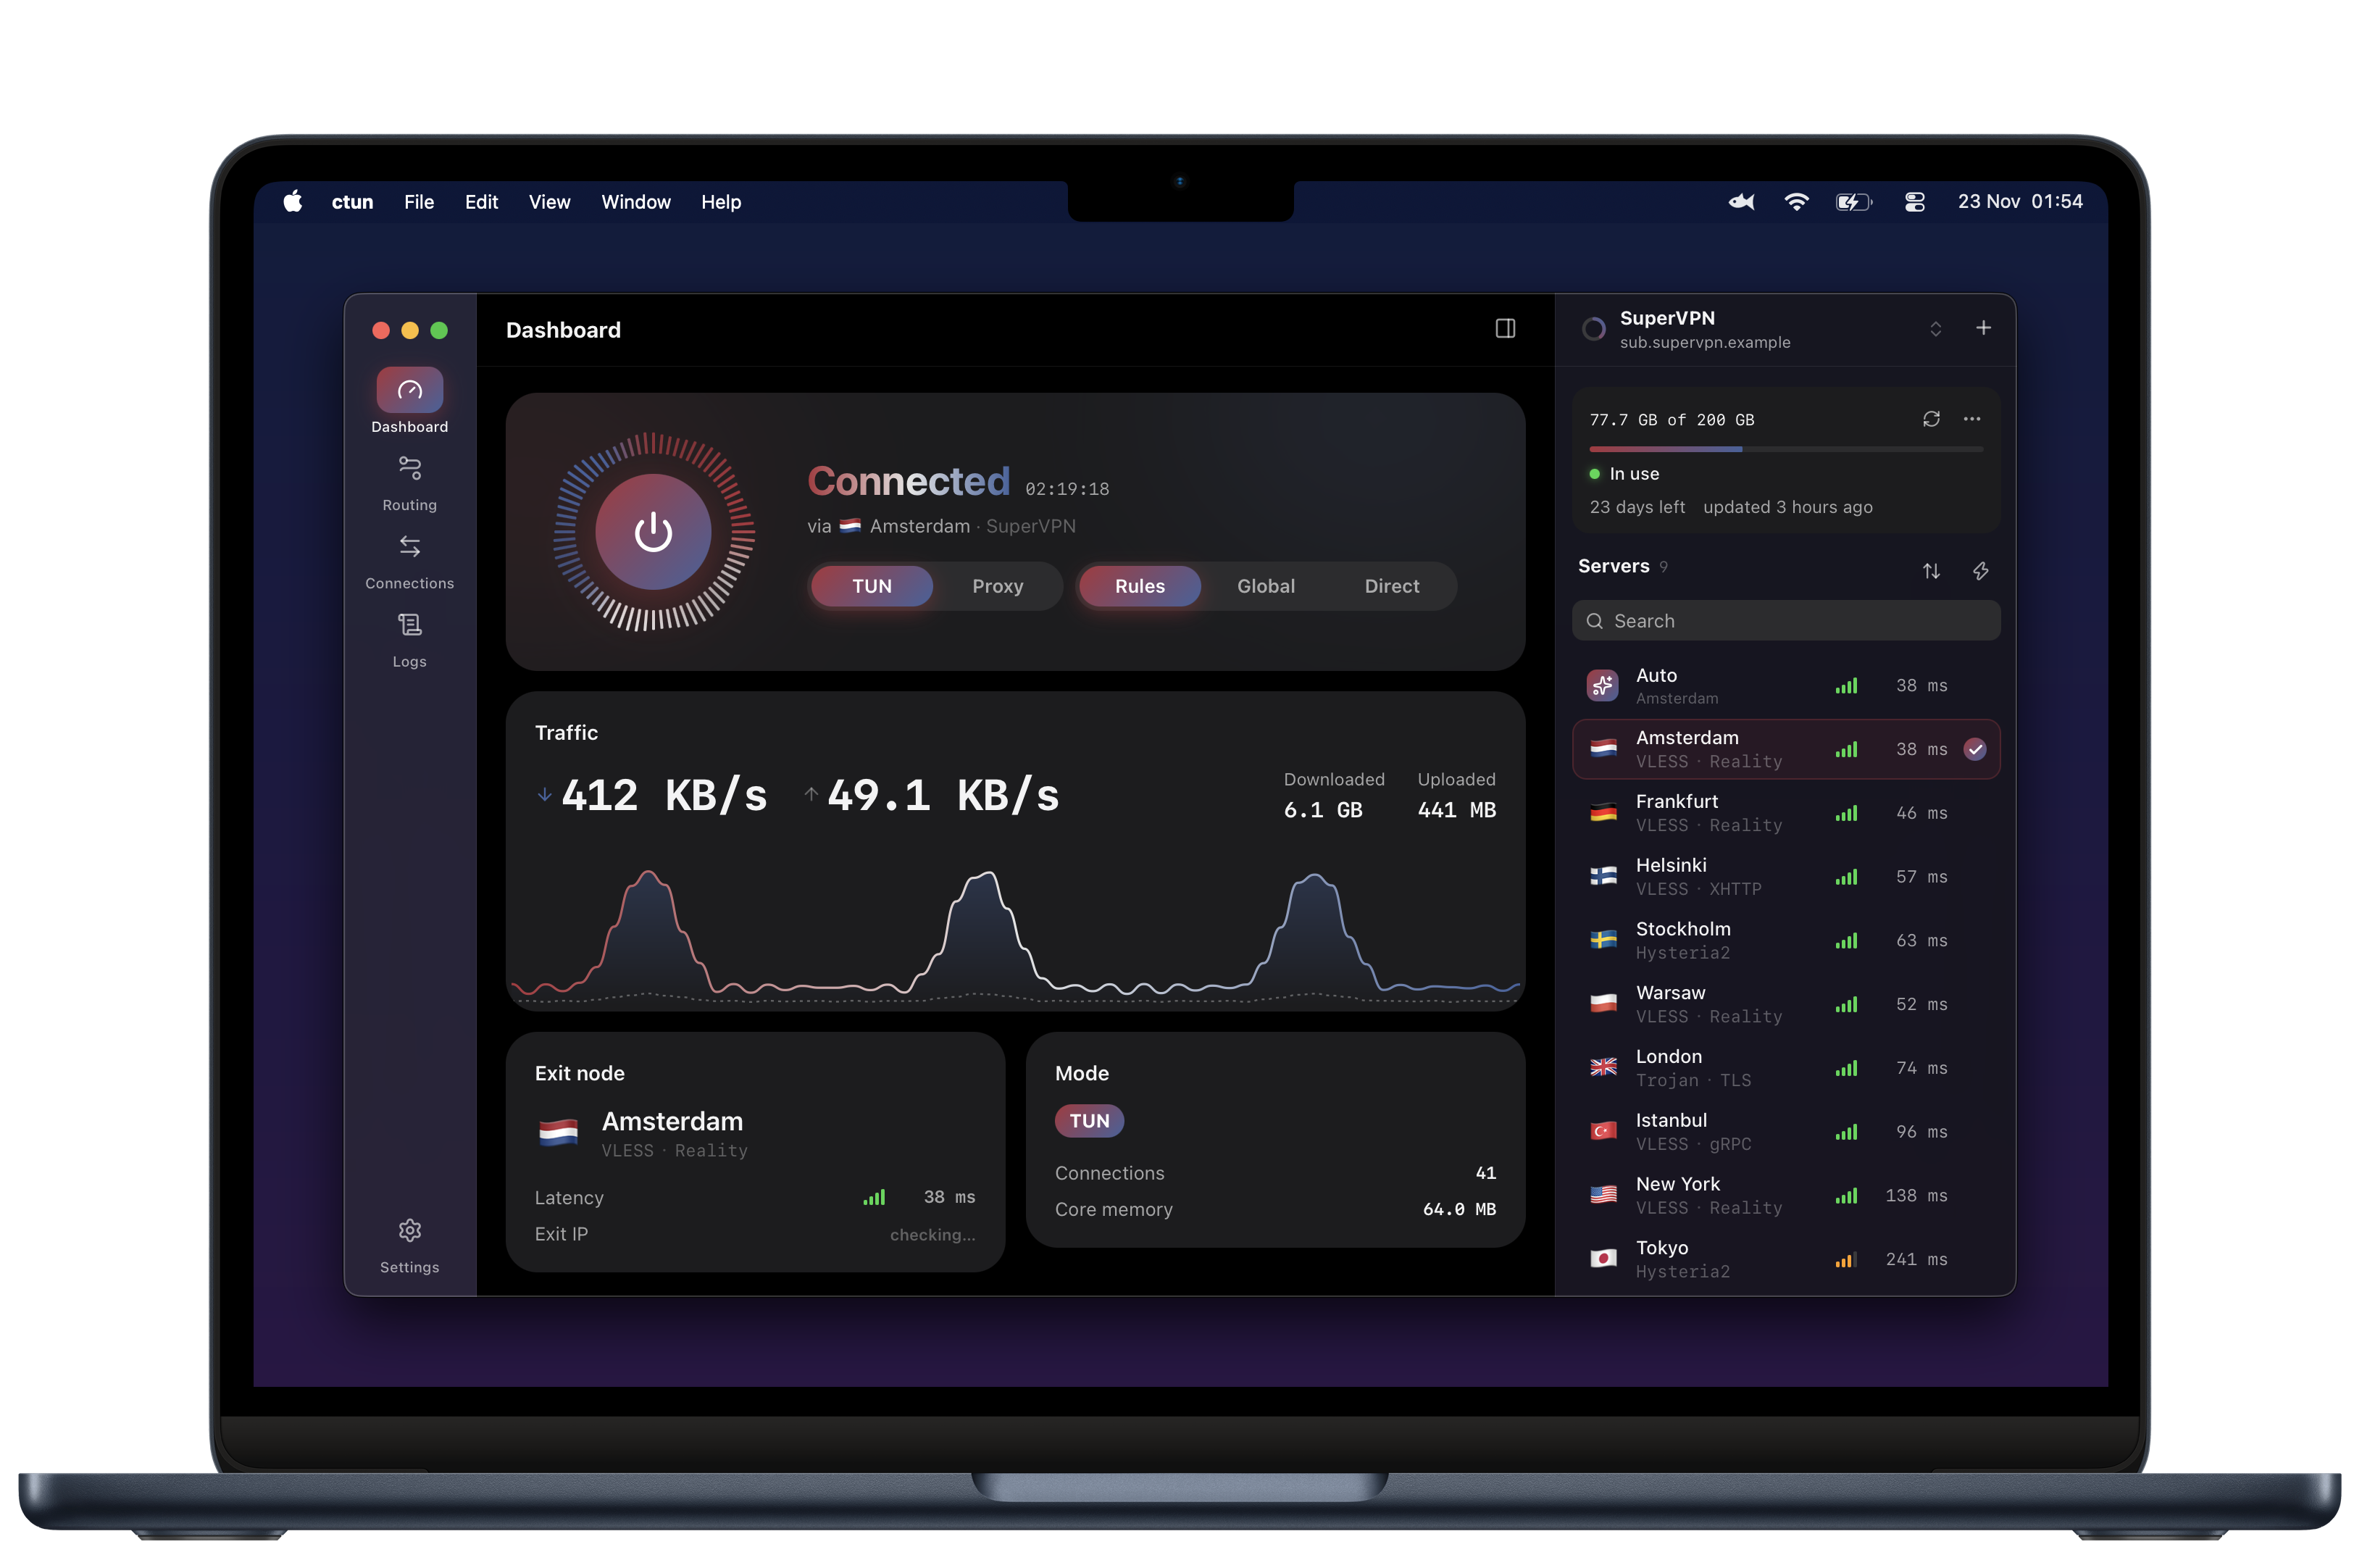 ctun File Edit View Window Help
23 Nov 01:54
Dashboard
Routing
Connections
Logs
Settings
Dashboard
Connected 02:19:18
via Amsterdam · SuperVPN
TUN Proxy Rules Global Direct
Traffic
412 KB/s 49.1 KB/s
Downloaded Uploaded
6.1 GB 441 MB
Exit node
Amsterdam
VLESS · Reality
Latency 38 ms
Exit IP checking...
Mode
TUN
Connections 41
Core memory 64.0 MB
SuperVPN
sub.supervpn.example
77.7 GB of 200 GB
In use
23 days left updated 3 hours ago
Servers 9
Search
Auto
Amsterdam
38 ms
Amsterdam
VLESS · Reality
38 ms
Frankfurt
VLESS · Reality
46 ms
Helsinki
VLESS · XHTTP
57 ms
Stockholm
Hysteria2
63 ms
Warsaw
VLESS · Reality
52 ms
London
Trojan · TLS
74 ms
Istanbul
VLESS · gRPC
96 ms
New York
VLESS · Reality
138 ms
Tokyo
Hysteria2
241 ms